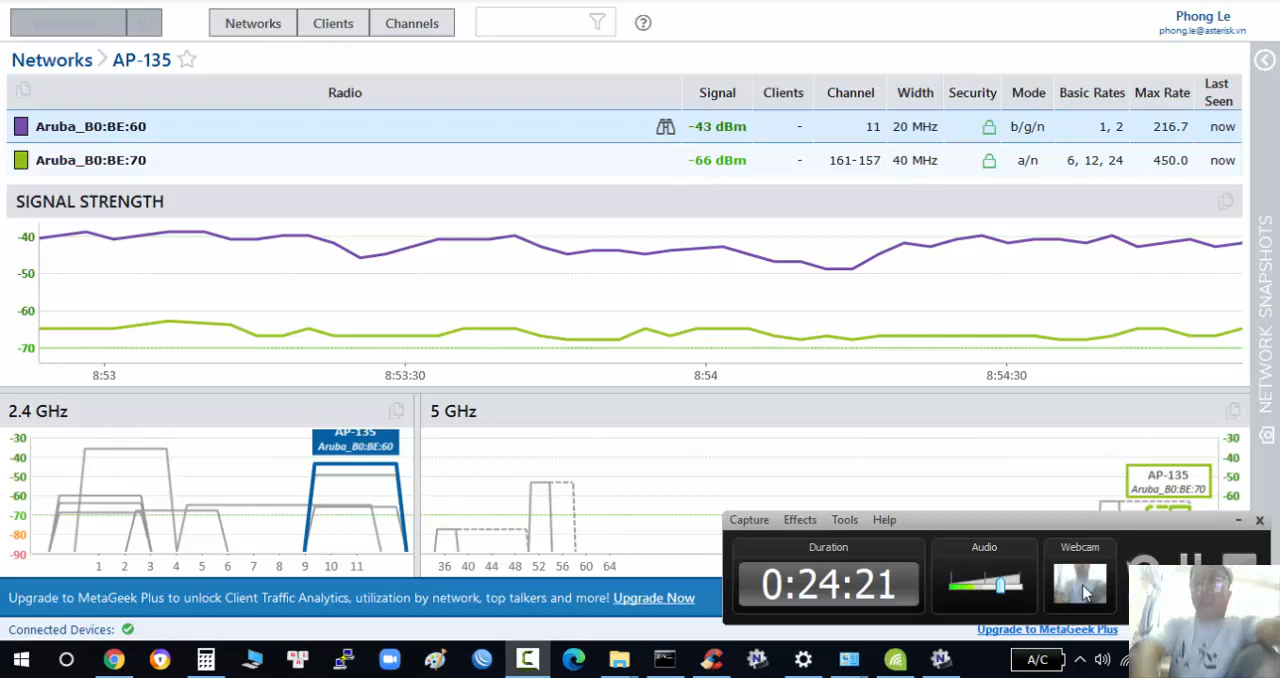 Networks Clients Channels
Phong Le
phong.le@asterisk.vn
Networks AP-135
Radio Signal Clients Channel Width Security Mode Basic Rates Max Rate Last Seen
Aruba_B0:BE:60 -43 dBm - 11 20 MHz b/g/n 1, 2 216.7 now
Aruba_B0:BE:70 -66 dBm - 161-157 40 MHz a/n 6, 12, 24 450.0 now
SIGNAL STRENGTH
-40
-50
-60
-70
8:53 8:53:30 8:54 8:54:30
NETWORK SNAPSHOTS
2.4 GHz
-30
-40
-50
-60
-70
-80
-90
AP-135
Aruba_B0:BE:60
1 2 3 4 5 6 7 8 9 10 11
5 GHz
36 40 44 48 52 56 60 64
-30
-40
-50
-60
AP-135
Aruba_B0:BE:70
Capture Effects Tools Help
Duration Audio Webcam
0:24:21
Upgrade to MetaGeek Plus to unlock Client Traffic Analytics, utilization by network, top talkers and more! Upgrade Now
Connected Devices:
Upgrade to MetaGeek Plus
A/C